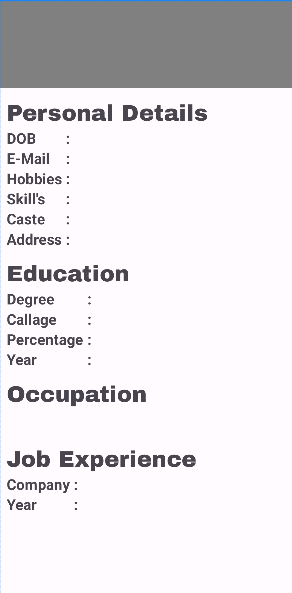 Personal Details
DOB :
E-Mail :
Hobbies :
Skill's :
Caste :
Address :
Education
Degree :
Callage :
Percentage :
Year :
Occupation
Job Experience
Company :
Year :